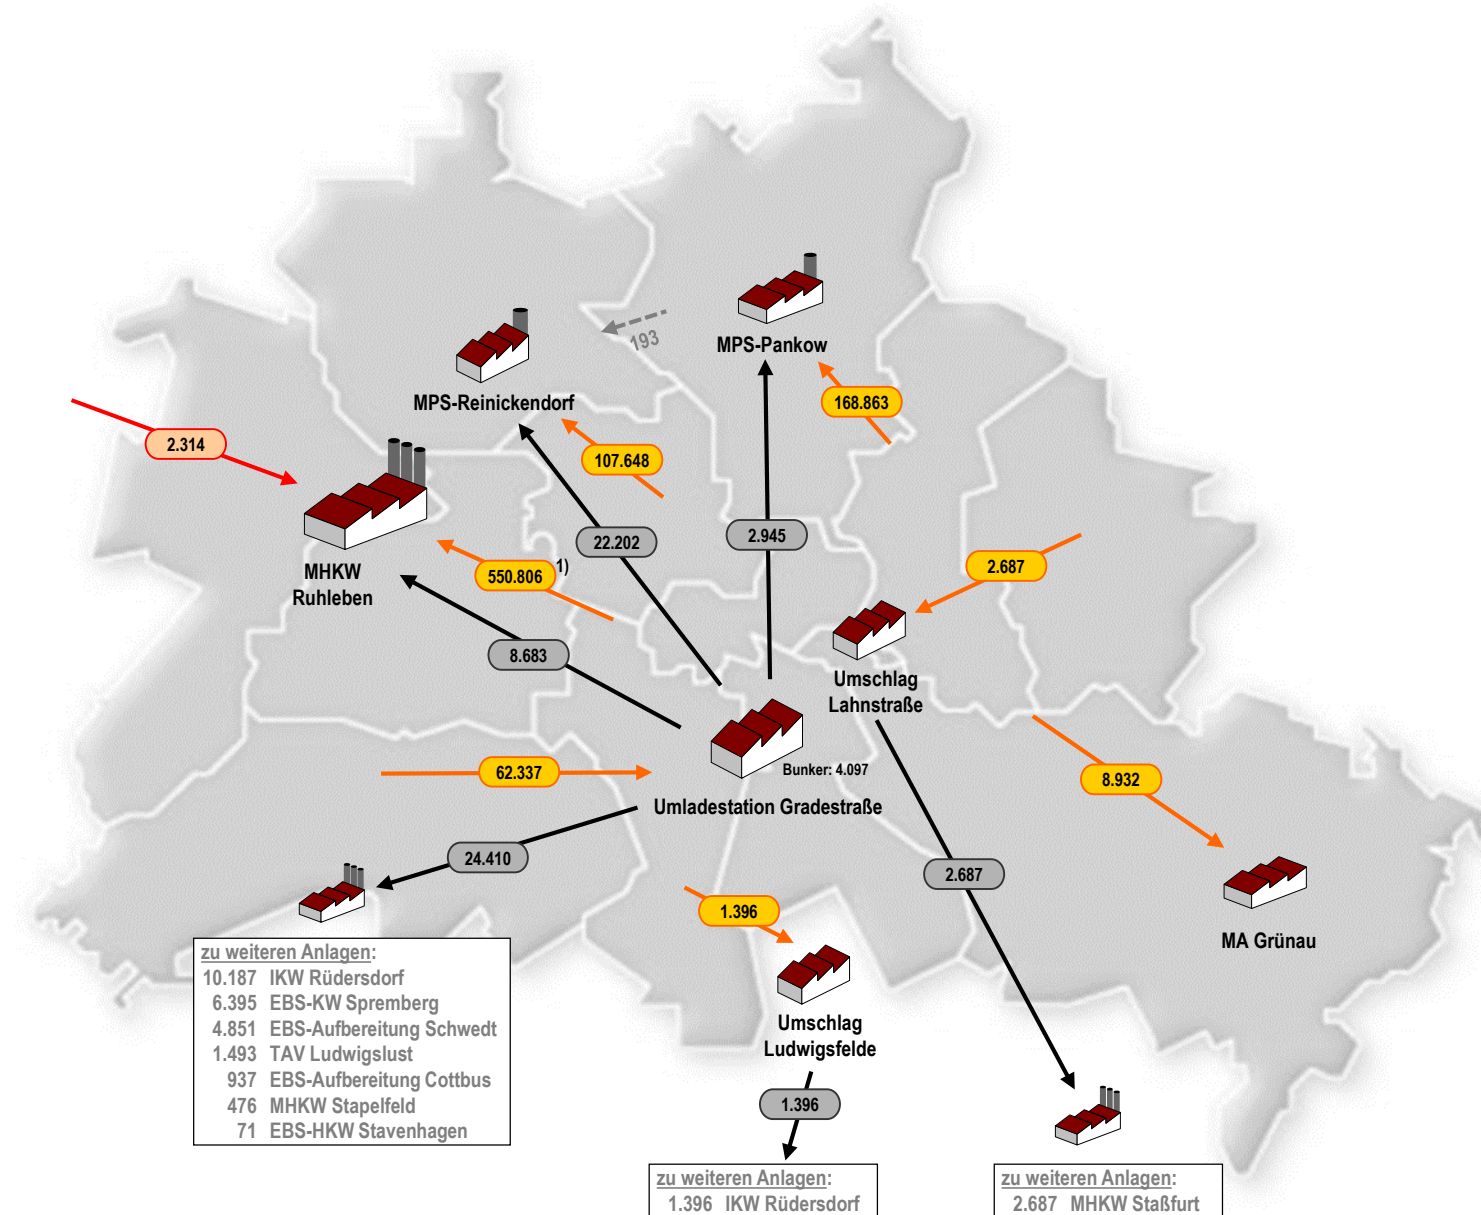 193
MPS-Pankow
MPS-Reinickendorf
168.863
2.314
107.648
22.202
2.945
550.806 1)
2.687
MHKW
Ruhleben
8.683
Umschlag
Lahnstraße
62.337
Bunker: 4.097
Umladestation Gradestraße
8.932
24.410
2.687
1.396
MA Grünau
zu weiteren Anlagen:
10.187 IKW Rüdersdorf
6.395 EBS-KW Spremberg
4.851 EBS-Aufbereitung Schwedt
1.493 TAV Ludwigslust
937 EBS-Aufbereitung Cottbus
476 MHKW Stapelfeld
71 EBS-HKW Stavenhagen
Umschlag
Ludwigsfelde
1.396
zu weiteren Anlagen:
1.396 IKW Rüdersdorf
zu weiteren Anlagen:
2.687 MHKW Staßfurt